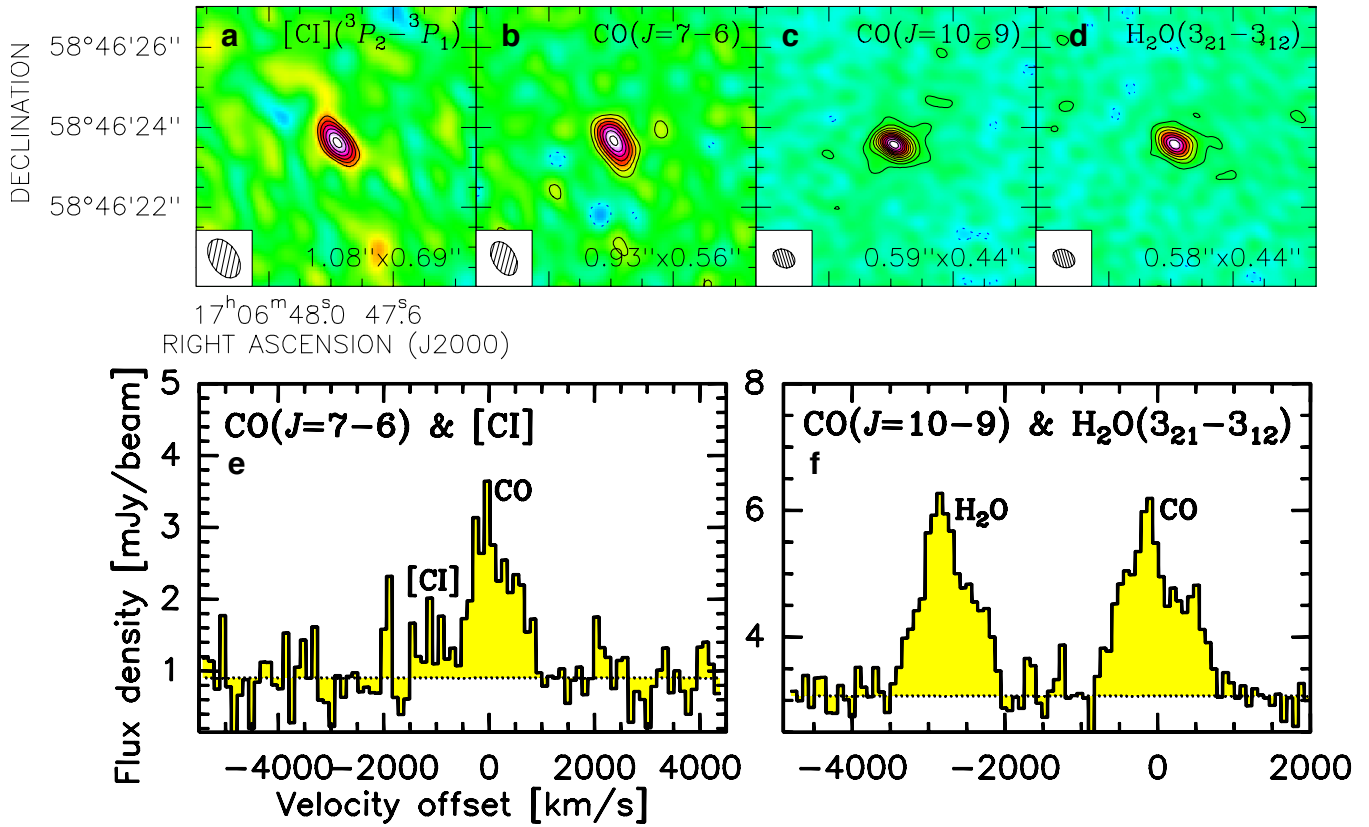 a [CI](³P₂−³P₁)
b CO(J=7−6)
c CO(J=10−9)
d H₂O(3₂₁−3₁₂)
DECLINATION
58°46'26''
58°46'24''
58°46'22''
1.08''x0.69''
0.93''x0.56''
0.59''x0.44''
0.58''x0.44''
17ʰ06ᵐ48ˢ.0 47ˢ.6
RIGHT ASCENSION (J2000)
Flux density [mJy/beam]
5
4
3
2
1
CO(J=7−6) & [CI]
e
CO
[CI]
−4000 −2000 0 2000 4000
Velocity offset [km/s]
8
6
4
CO(J=10−9) & H₂O(3₂₁−3₁₂)
f
H₂O
CO
−4000 −2000 0 2000